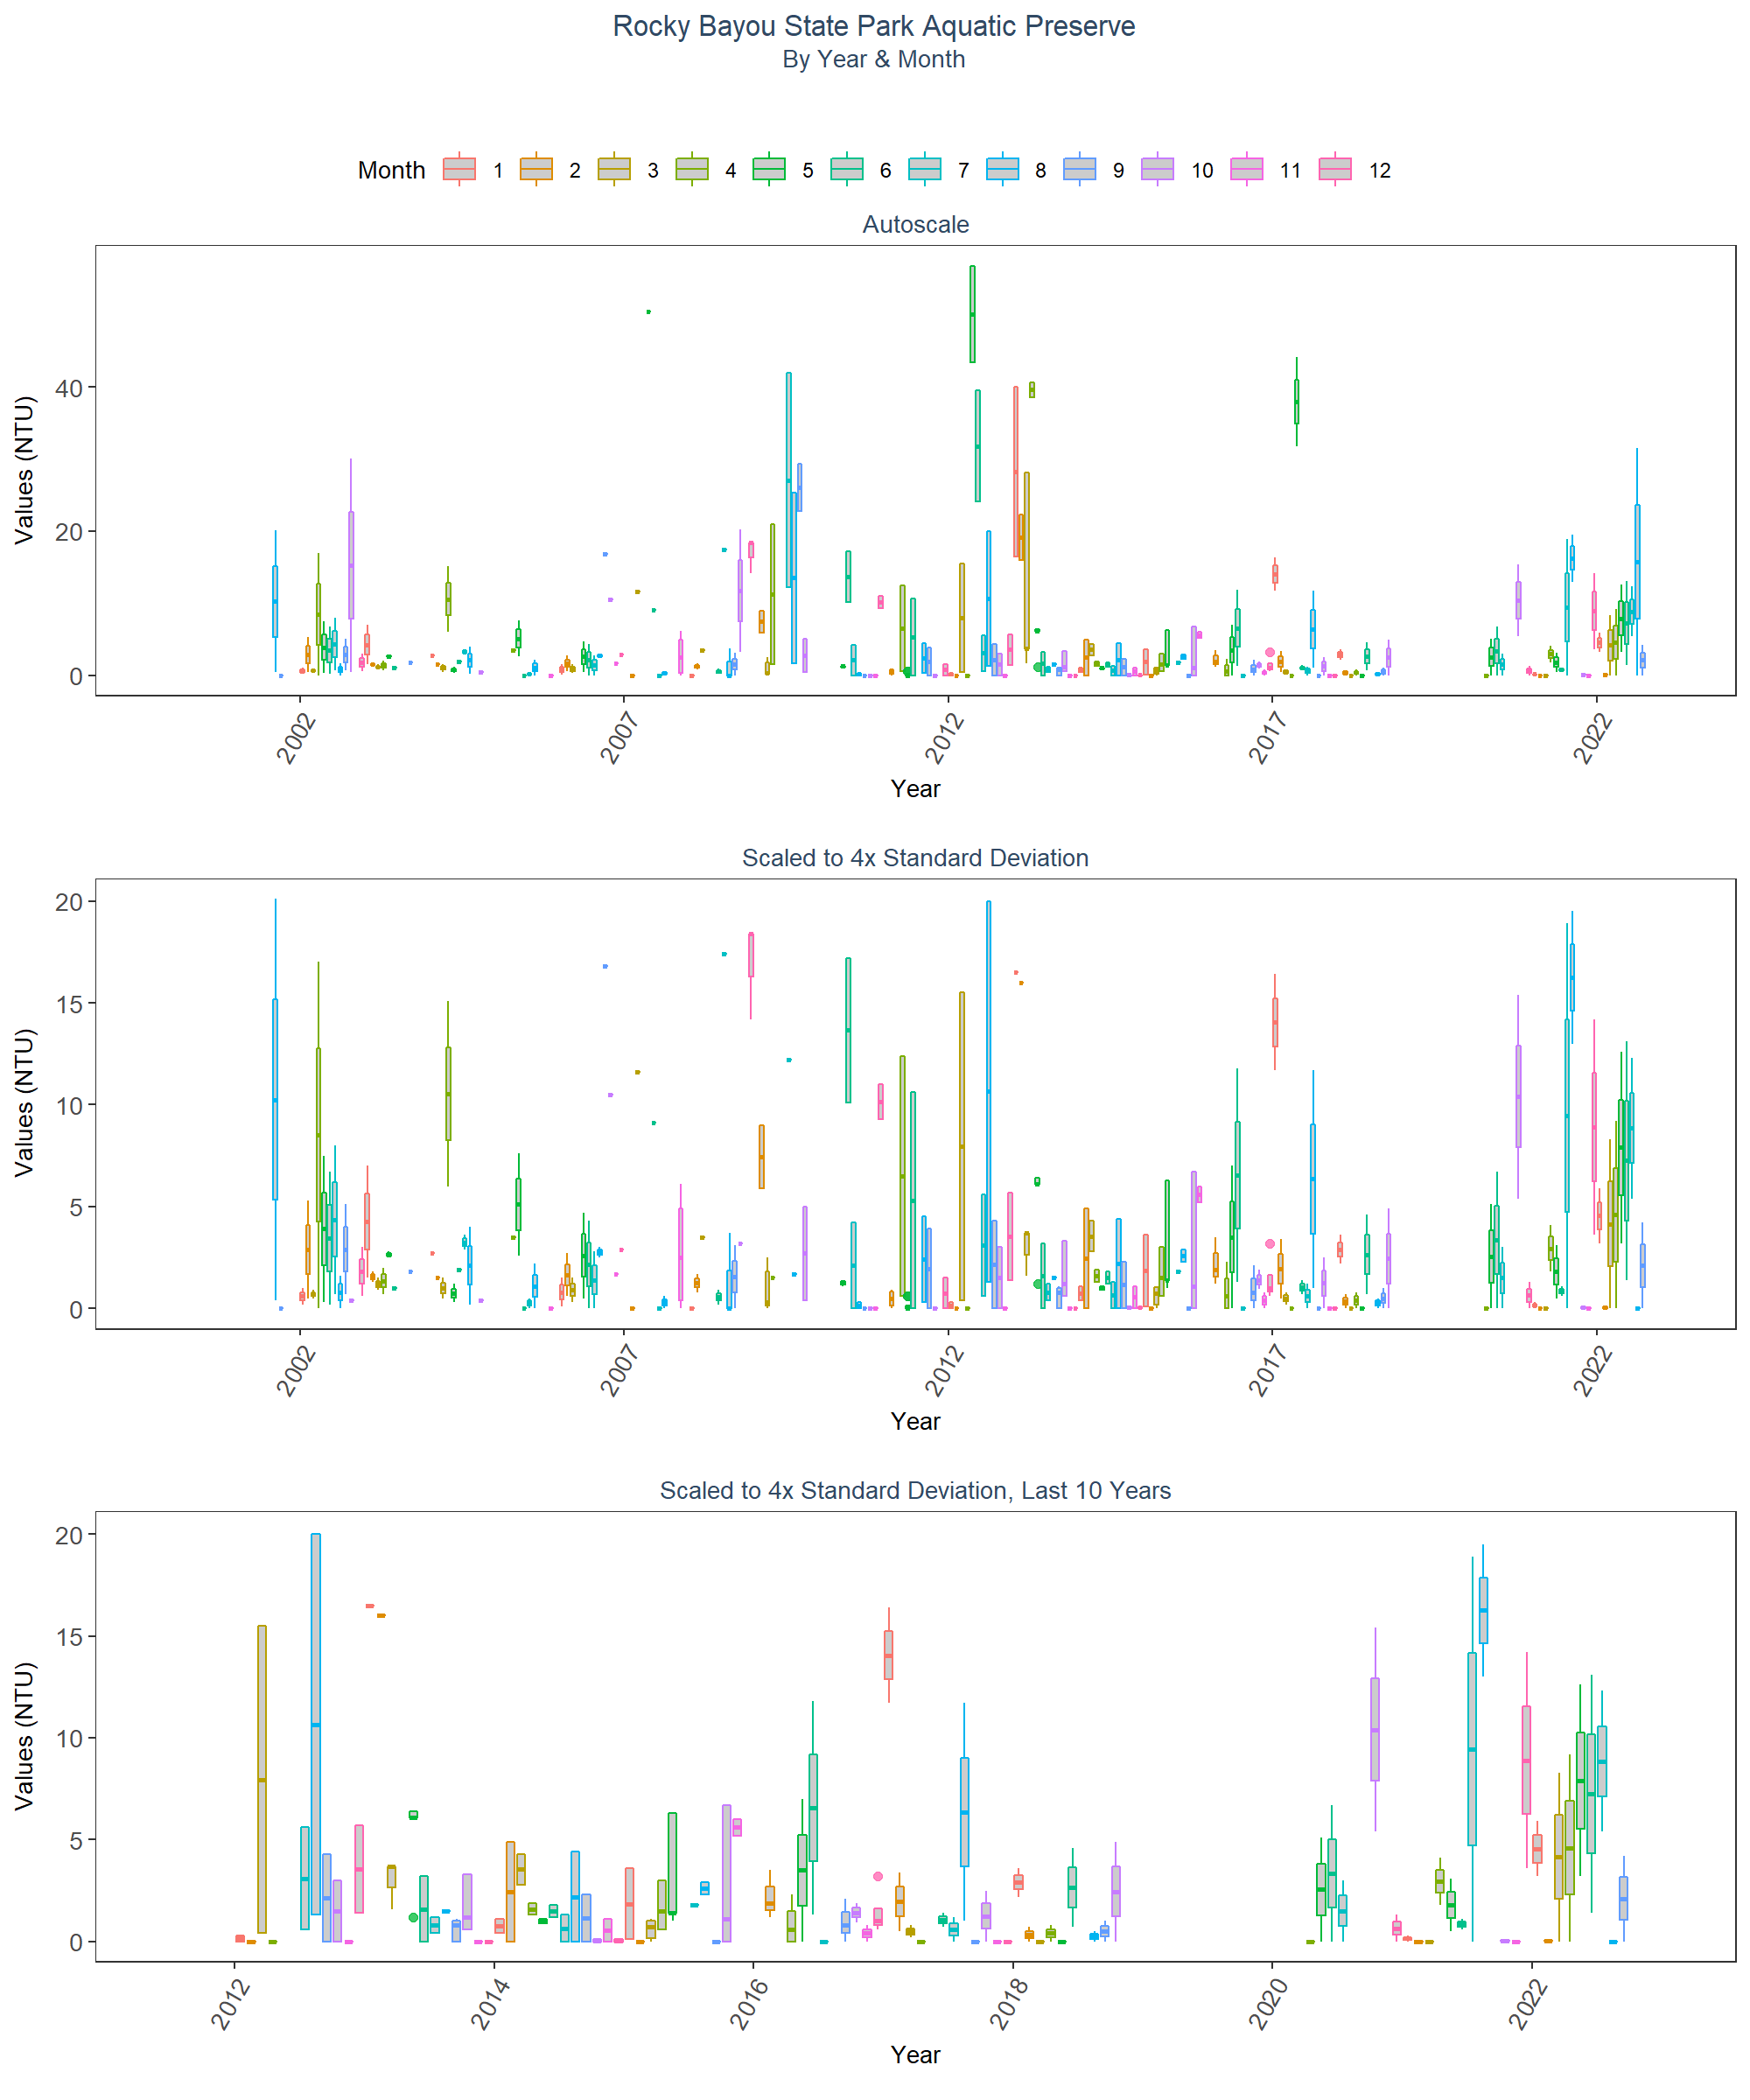 Rocky Bayou State Park Aquatic Preserve
By Year & Month
Month 1 2 3 4 5 6 7 8 9 10 11 12
Autoscale
Values (NTU)
40
20
0
2002 2007 2012 2017 2022
Year
Scaled to 4x Standard Deviation
Values (NTU)
20
15
10
5
0
2002 2007 2012 2017 2022
Year
Scaled to 4x Standard Deviation, Last 10 Years
Values (NTU)
20
15
10
5
0
2012 2014 2016 2018 2020 2022
Year